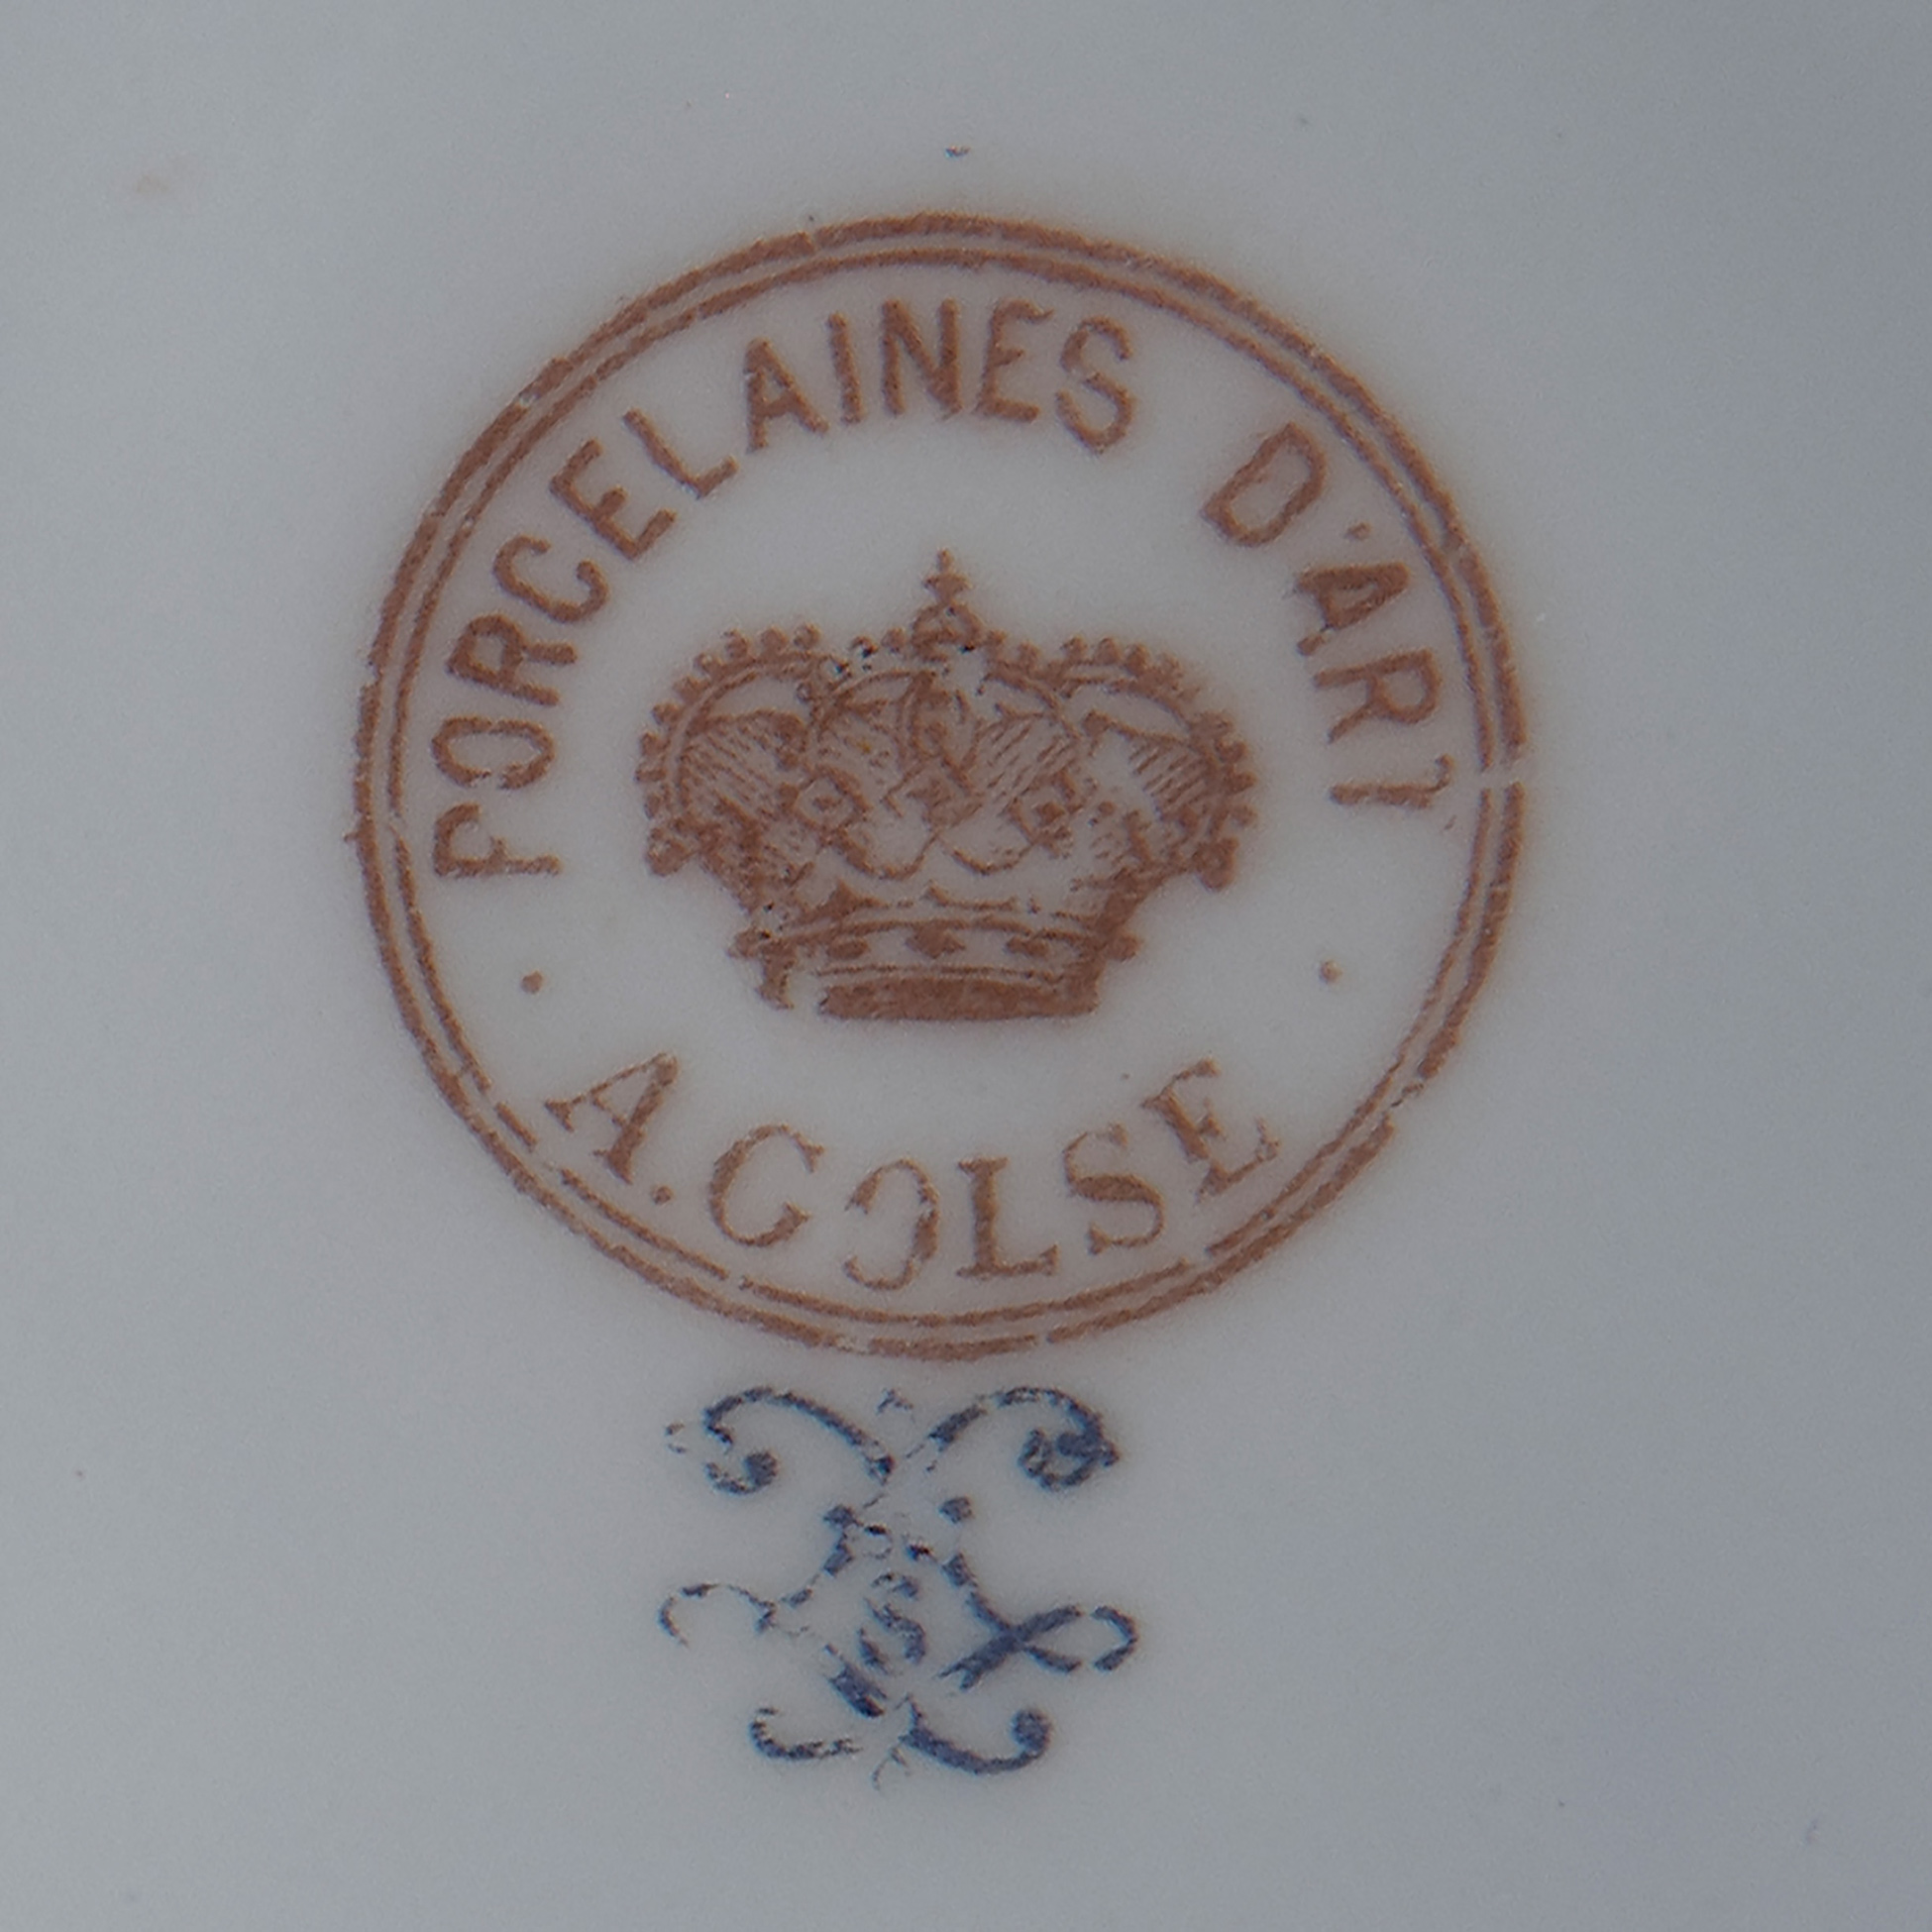 PORCELAINES D'ART
A. COLSE
S